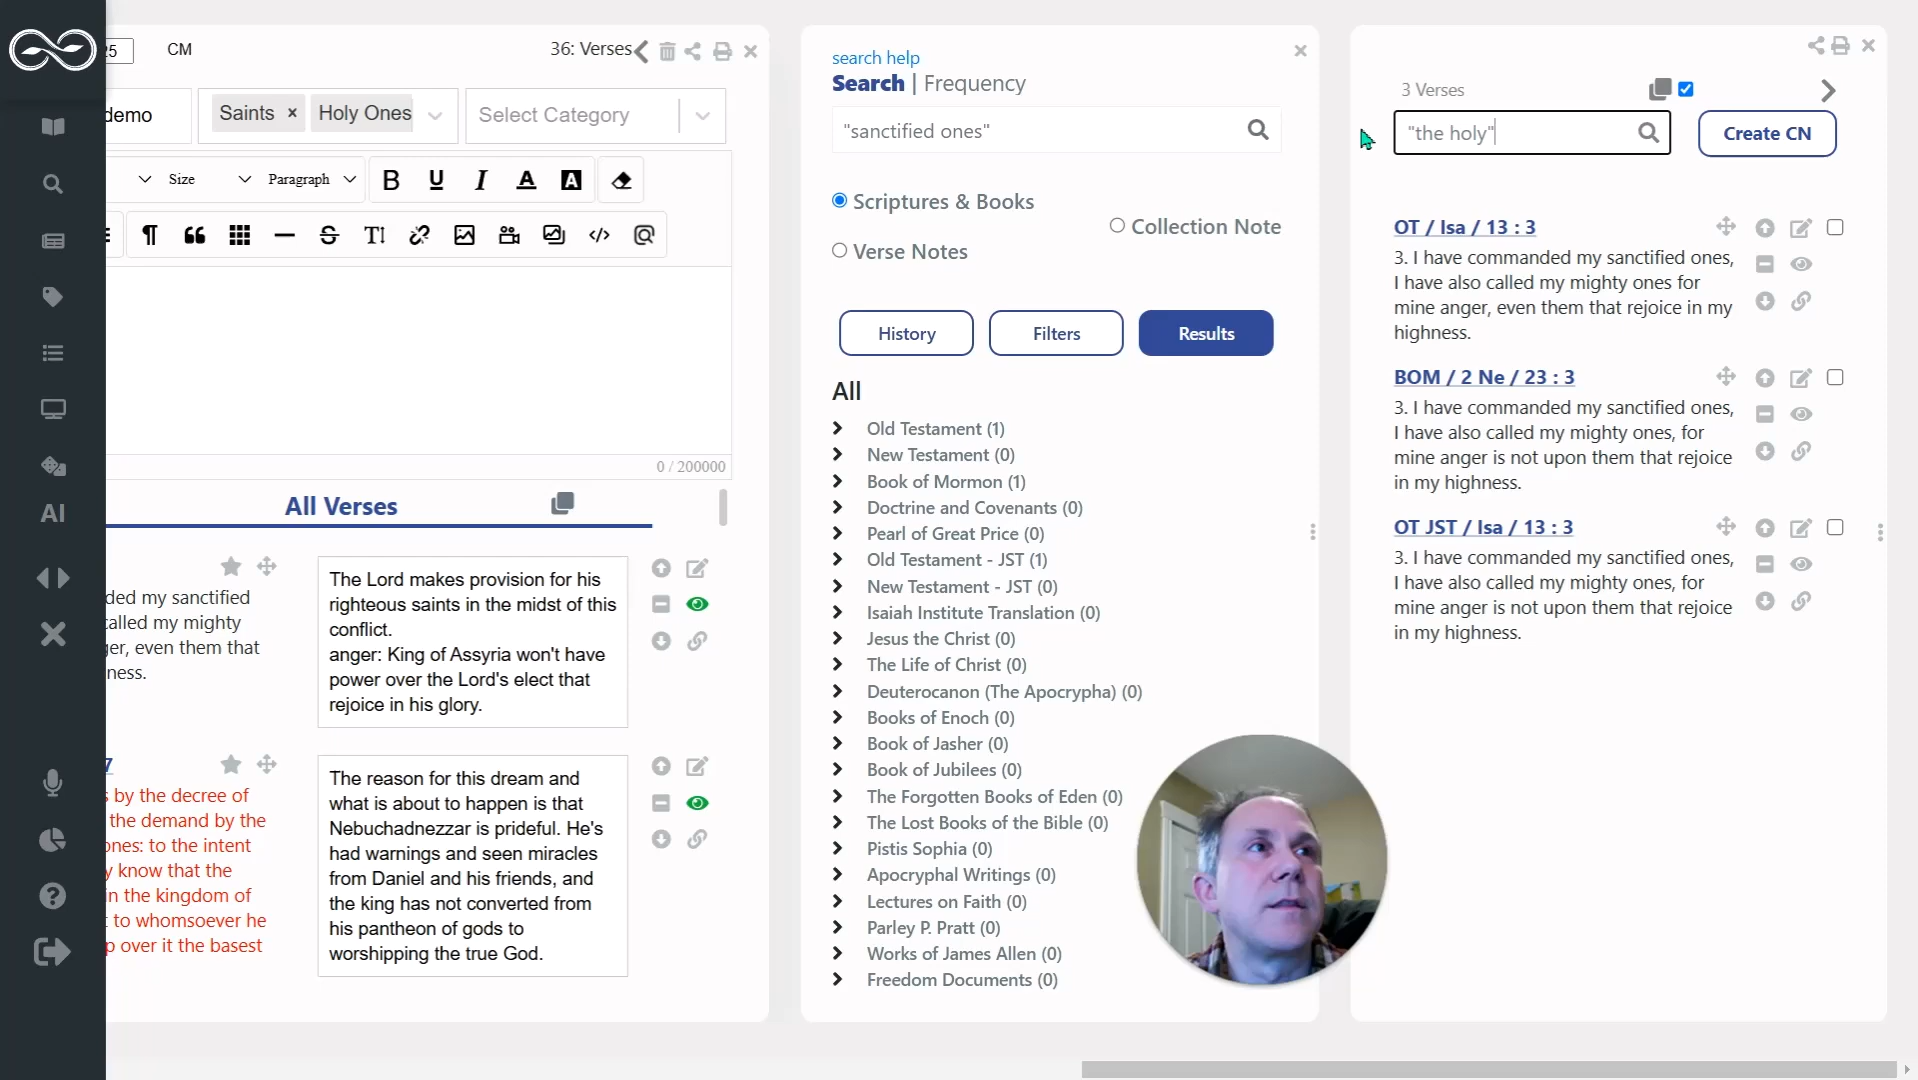 25
CM
36: Verses
demo
Saints ×
Holy Ones
Select Category
Size
Paragraph
B U I A A
0 / 200000
All Verses
ded my sanctified
called my mighty
ger, even them that
ness.
The Lord makes provision for his
righteous saints in the midst of this
conflict.
anger: King of Assyria won't have
power over the Lord's elect that
rejoice in his glory.
7
s by the decree of
the demand by the
ones: to the intent
y know that the
in the kingdom of
t to whomsoever he
p over it the basest
The reason for this dream and
what is about to happen is that
Nebuchadnezzar is prideful. He's
had warnings and seen miracles
from Daniel and his friends, and
the king has not converted from
his pantheon of gods to
worshipping the true God.
AI
search help
Search | Frequency
"sanctified ones"
Scriptures & Books
Collection Note
Verse Notes
History
Filters
Results
All
Old Testament (1)
New Testament (0)
Book of Mormon (1)
Doctrine and Covenants (0)
Pearl of Great Price (0)
Old Testament - JST (1)
New Testament - JST (0)
Isaiah Institute Translation (0)
Jesus the Christ (0)
The Life of Christ (0)
Deuterocanon (The Apocrypha) (0)
Books of Enoch (0)
Book of Jasher (0)
Book of Jubilees (0)
The Forgotten Books of Eden (0)
The Lost Books of the Bible (0)
Pistis Sophia (0)
Apocryphal Writings (0)
Lectures on Faith (0)
Parley P. Pratt (0)
Works of James Allen (0)
Freedom Documents (0)
3 Verses
"the holy"
Create CN
OT / Isa / 13 : 3
3. I have commanded my sanctified ones,
I have also called my mighty ones for
mine anger, even them that rejoice in my
highness.
BOM / 2 Ne / 23 : 3
3. I have commanded my sanctified ones,
I have also called my mighty ones, for
mine anger is not upon them that rejoice
in my highness.
OT JST / Isa / 13 : 3
3. I have commanded my sanctified ones,
I have also called my mighty ones, for
mine anger is not upon them that rejoice
in my highness.